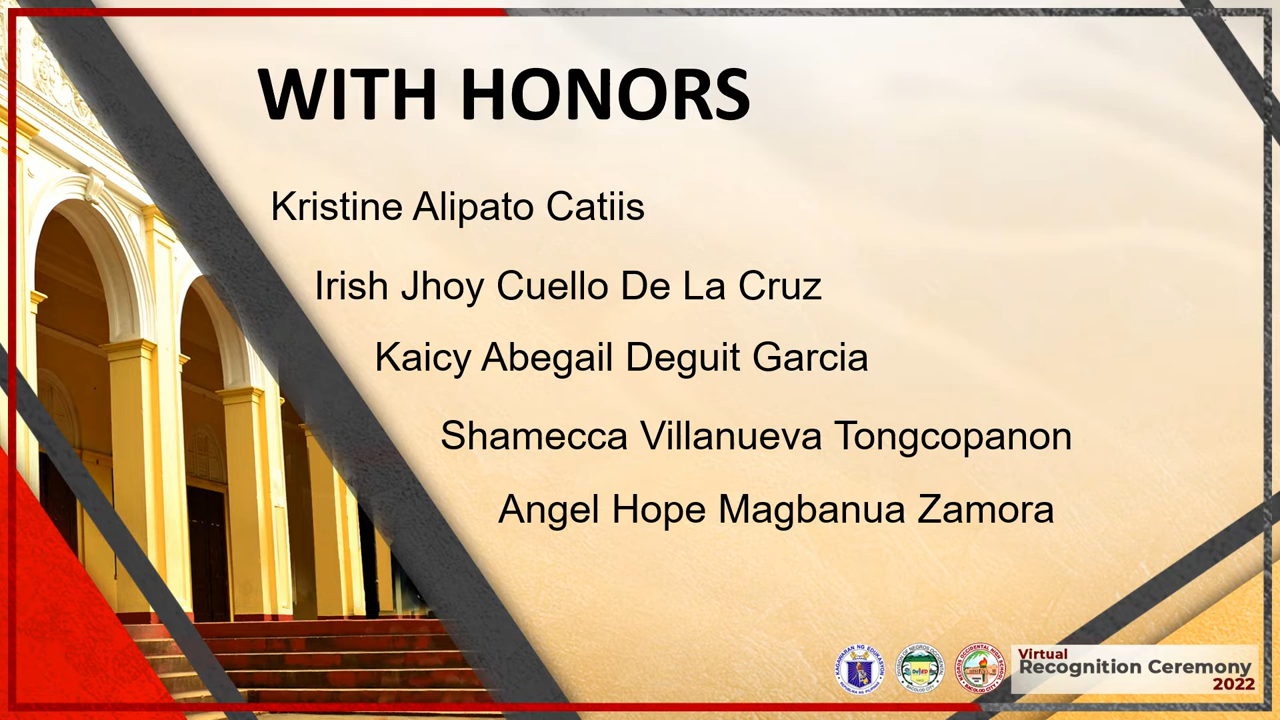 WITH HONORS
Kristine Alipato Catiis
Irish Jhoy Cuello De La Cruz
Kaicy Abegail Deguit Garcia
Shamecca Villanueva Tongcopanon
Angel Hope Magbanua Zamora
Virtual
Recognition Ceremony
2022